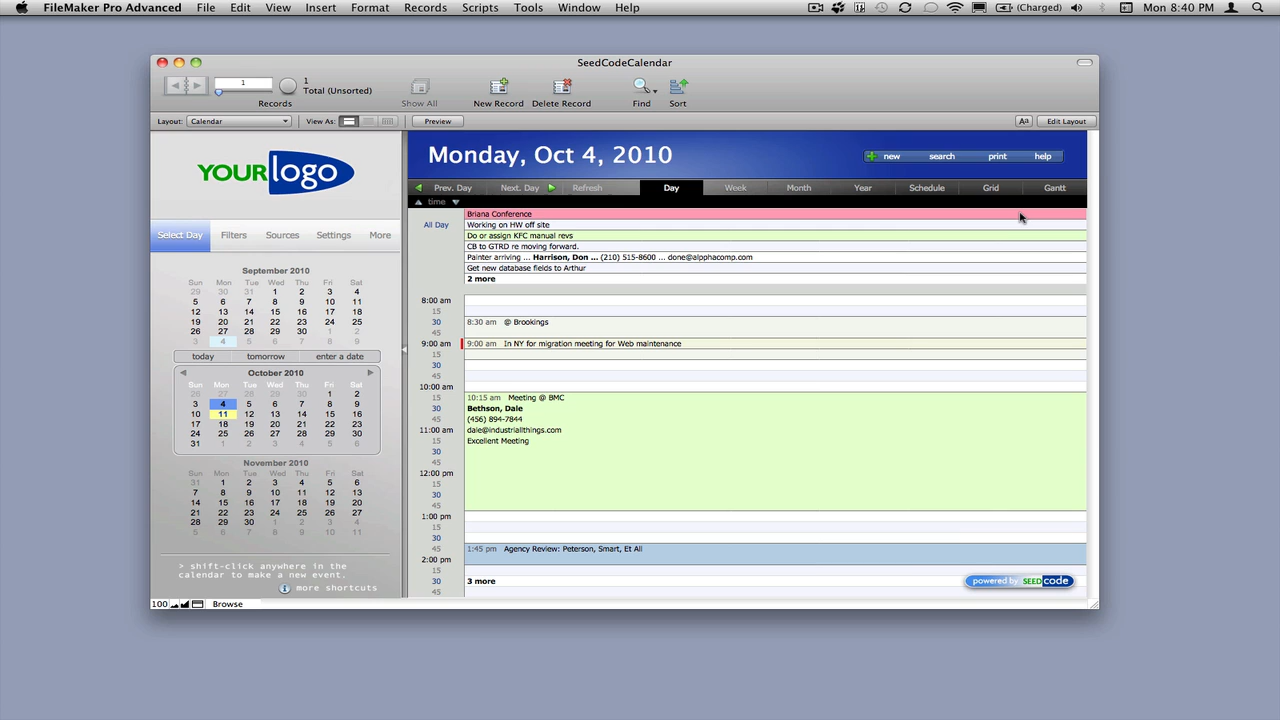 FileMaker Pro Advanced File Edit View Insert Format Records Scripts Tools Window Help (Charged) Mon 8:40 PM
SeedCodeCalendar
1
1
Total (Unsorted)
Records
Show All
New Record
Delete Record
Find
Sort
Layout: Calendar View As: Preview Aa Edit Layout
YOURlogo
Select Day Filters Sources Settings More
September 2010
Sun Mon Tue Wed Thu Fri Sat
29 30 31 1 2 3 4
5 6 7 8 9 10 11
12 13 14 15 16 17 18
19 20 21 22 23 24 25
26 27 28 29 30 1 2
3 4 5 6 7 8 9
today tomorrow enter a date
October 2010
Sun Mon Tue Wed Thu Fri Sat
26 27 28 29 30 1 2
3 4 5 6 7 8 9
10 11 12 13 14 15 16
17 18 19 20 21 22 23
24 25 26 27 28 29 30
31 1 2 3 4 5 6
November 2010
Sun Mon Tue Wed Thu Fri Sat
31 1 2 3 4 5 6
7 8 9 10 11 12 13
14 15 16 17 18 19 20
21 22 23 24 25 26 27
28 29 30 1 2 3 4
5 6 7 8 9 10 11
> shift-click anywhere in the
calendar to make a new event.
more shortcuts
100 Browse
Monday, Oct 4, 2010
new search print help
Prev. Day Next. Day Refresh Day Week Month Year Schedule Grid Gantt
time
All Day
Briana Conference
Working on HW off site
Do or assign KFC manual revs
CB to GTRD re moving forward.
Painter arriving ... Harrison, Don ... (210) 515-8600 ... done@alpphacomp.com
Get new database fields to Arthur
2 more
8:00 am
15
30 8:30 am @ Brookings
45
9:00 am 9:00 am In NY for migration meeting for Web maintenance
15
30
45
10:00 am
15 10:15 am Meeting @ BMC
30 Bethson, Dale
45 (456) 894-7844
11:00 am dale@industriallthings.com
15 Excellent Meeting
30
45
12:00 pm
15
30
45
1:00 pm
15
30
45 1:45 pm Agency Review: Peterson, Smart, Et All
2:00 pm
15
30 3 more
45
powered by SEEDcode